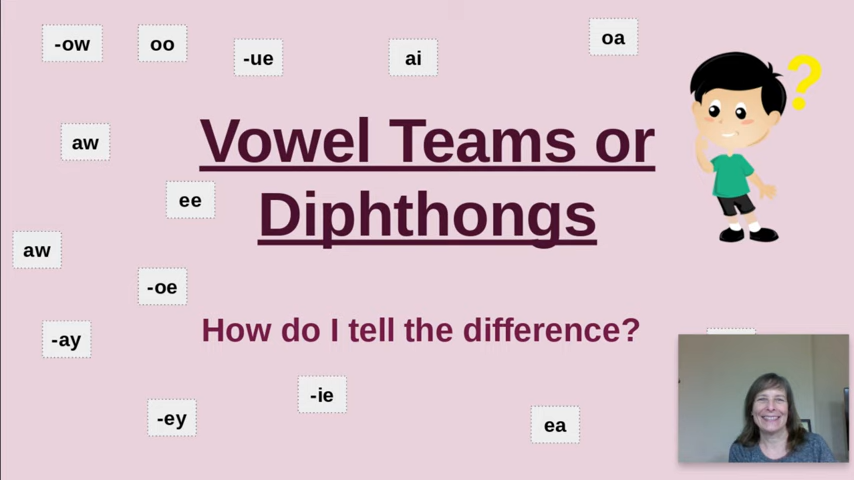 -ow
oo
-ue
ai
oa
?
aw
Vowel Teams or
ee
Diphthongs
aw
-oe
-ay
How do I tell the difference?
-ie
-ey
ea